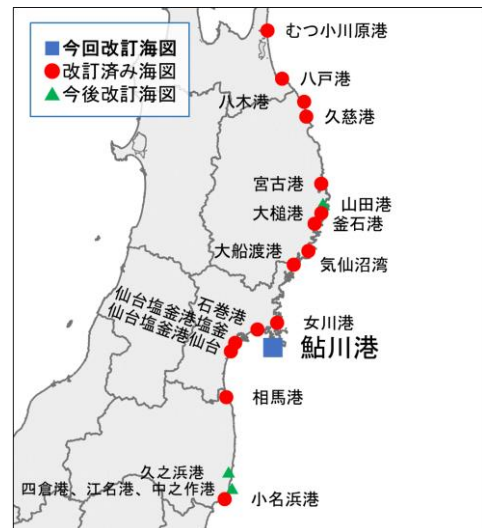 ■今回改訂海図
●改訂済み海図
▲今後改訂海図
むつ小川原港
八戸港
八木港
久慈港
宮古港
山田港
大槌港
釜石港
大船渡港
気仙沼湾
石巻港
仙台塩釜港塩釜
仙台塩釜港仙台
女川港
鮎川港
相馬港
久之浜港
四倉港、江名港、中之作港
小名浜港